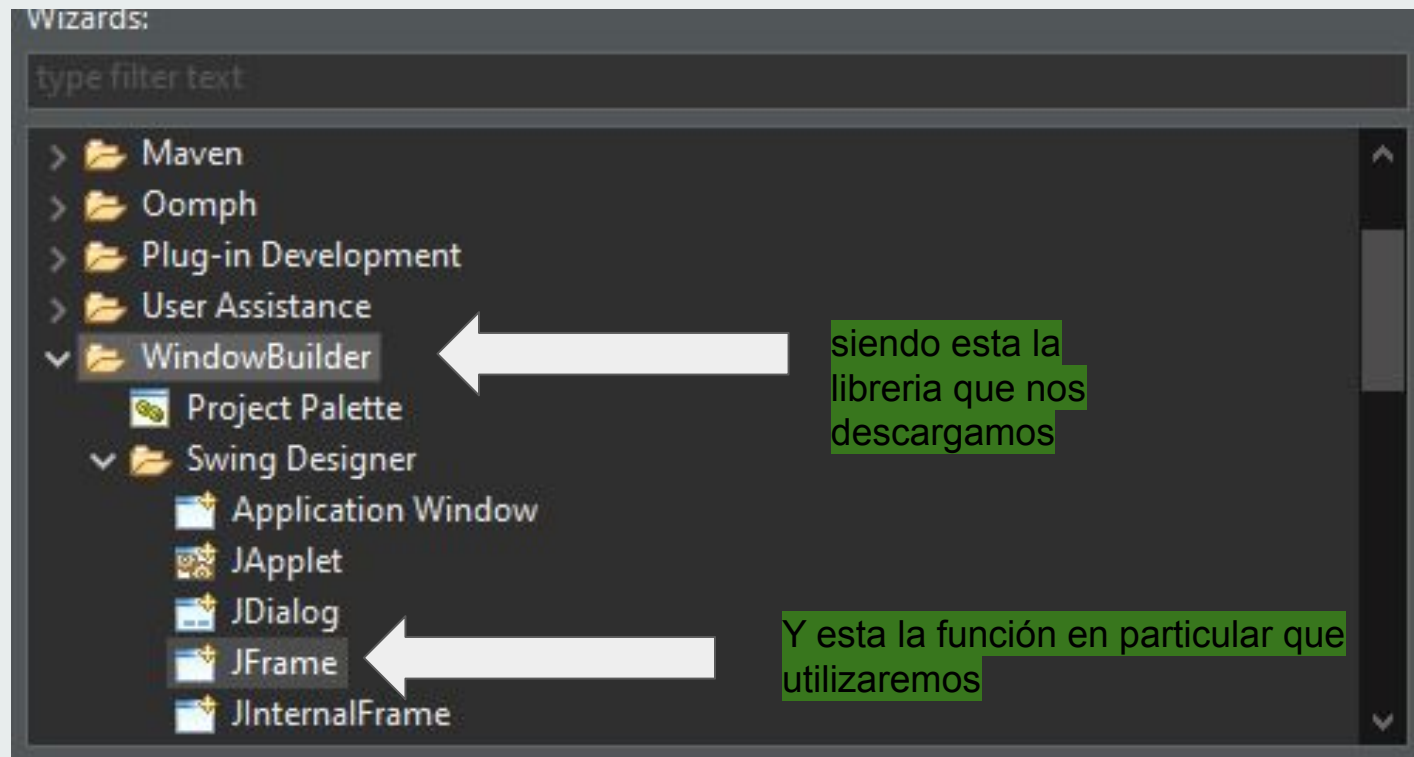 Wizards:
type filter text
Maven
Oomph
Plug-in Development
User Assistance
WindowBuilder
siendo esta la
libreria que nos
descargamos
Project Palette
Swing Designer
Application Window
JApplet
JDialog
JFrame
Y esta la función en particular que
utilizaremos
JInternalFrame